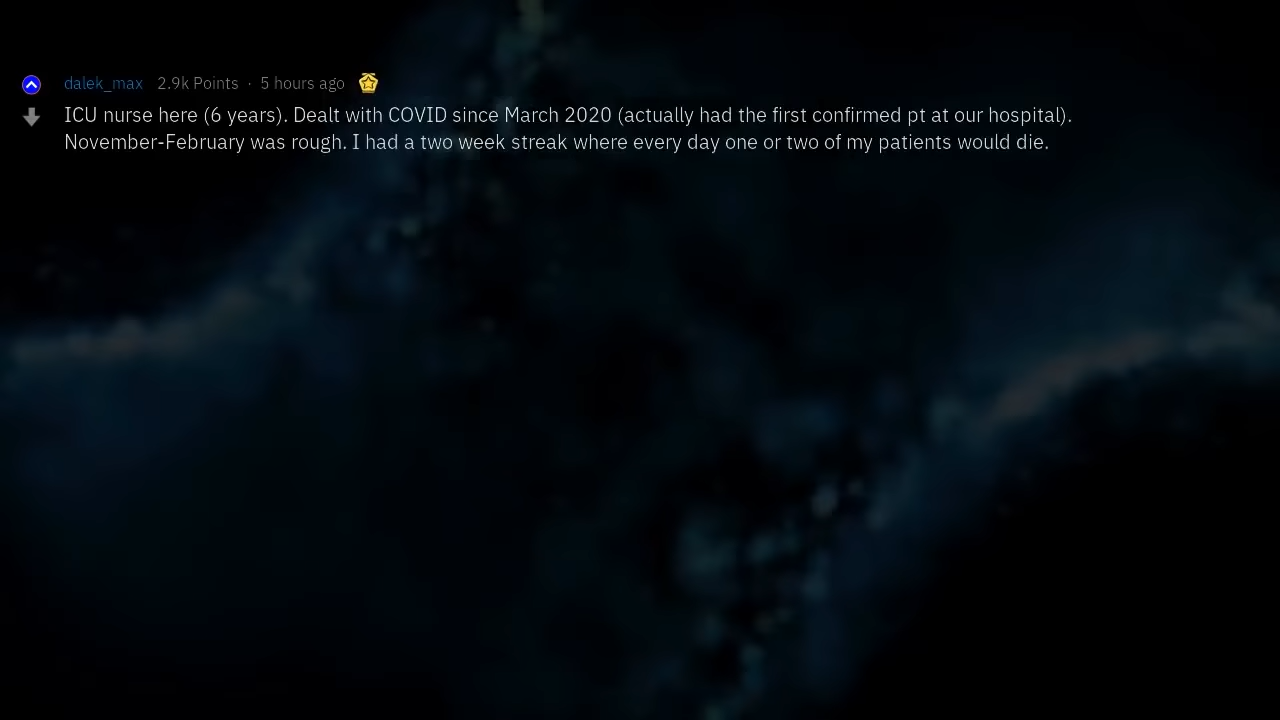 dalek_max 2.9k Points · 5 hours ago
ICU nurse here (6 years). Dealt with COVID since March 2020 (actually had the first confirmed pt at our hospital).
November-February was rough. I had a two week streak where every day one or two of my patients would die.